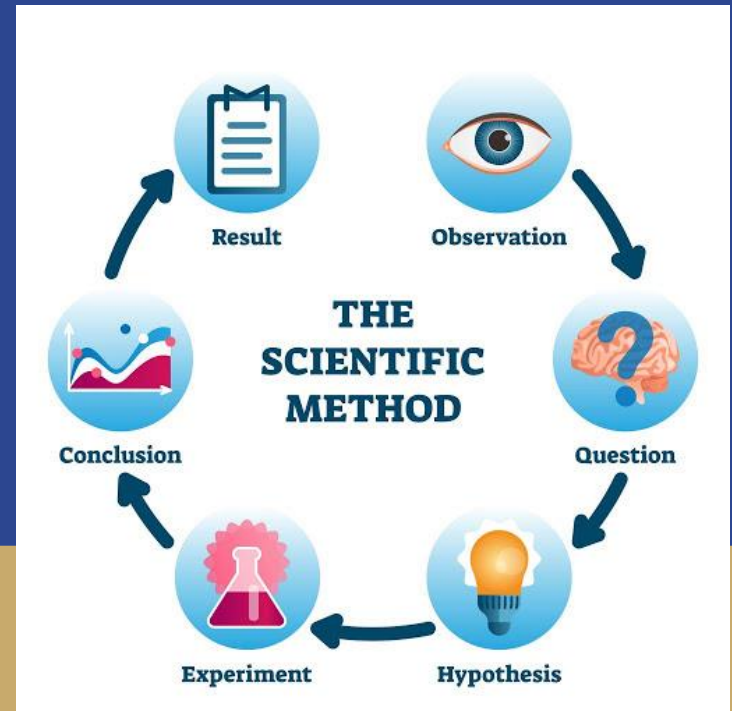 THE
SCIENTIFIC
METHOD
Observation
Question
Hypothesis
Experiment
Conclusion
Result